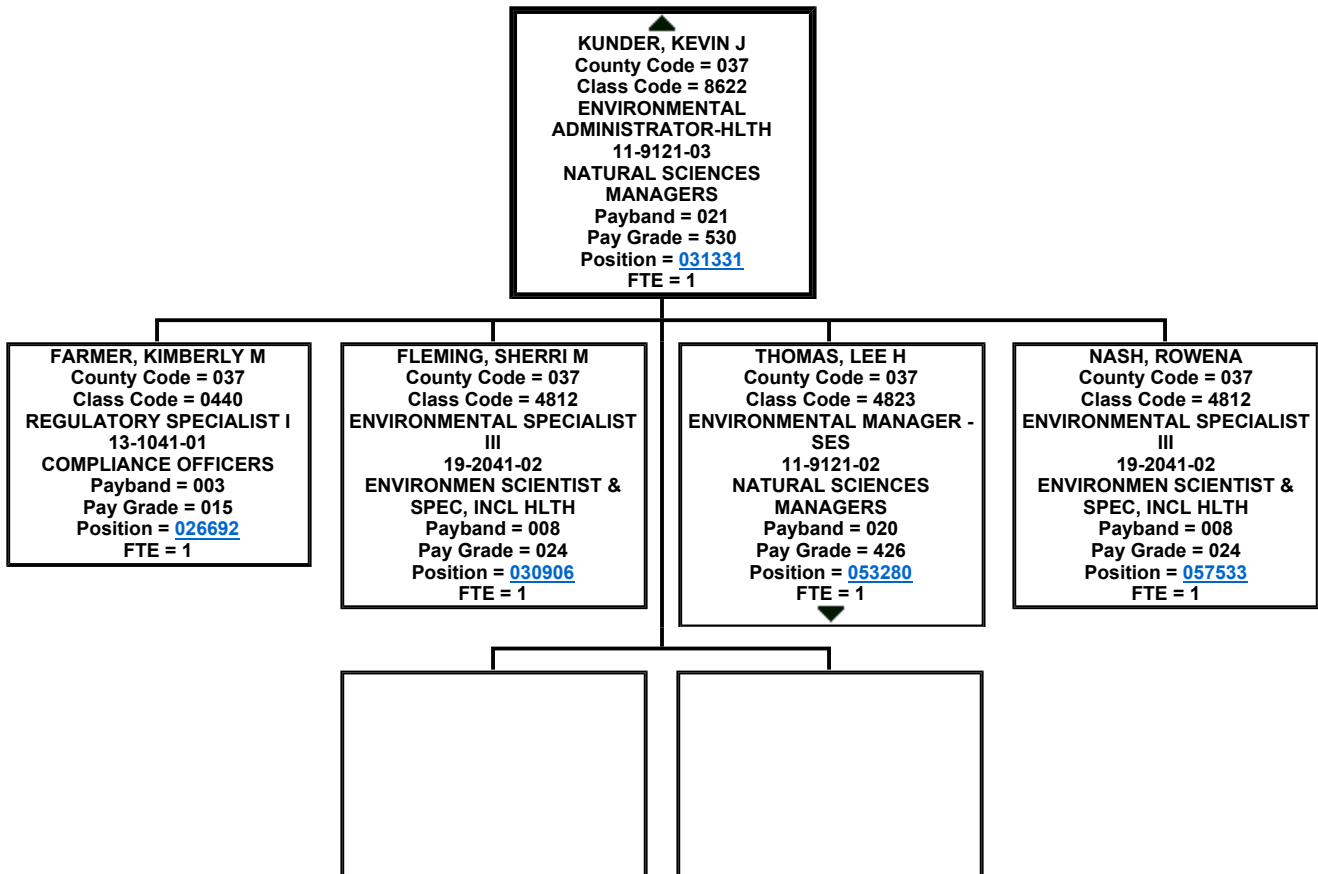 KUNDER, KEVIN J
County Code = 037
Class Code = 8622
ENVIRONMENTAL
ADMINISTRATOR-HLTH
11-9121-03
NATURAL SCIENCES
MANAGERS
Payband = 021
Pay Grade = 530
Position = 031331
FTE = 1
FARMER, KIMBERLY M
County Code = 037
Class Code = 0440
REGULATORY SPECIALIST I
13-1041-01
COMPLIANCE OFFICERS
Payband = 003
Pay Grade = 015
Position = 026692
FTE = 1
FLEMING, SHERRI M
County Code = 037
Class Code = 4812
ENVIRONMENTAL SPECIALIST
III
19-2041-02
ENVIRONMEN SCIENTIST &
SPEC, INCL HLTH
Payband = 008
Pay Grade = 024
Position = 030906
FTE = 1
THOMAS, LEE H
County Code = 037
Class Code = 4823
ENVIRONMENTAL MANAGER -
SES
11-9121-02
NATURAL SCIENCES
MANAGERS
Payband = 020
Pay Grade = 426
Position = 053280
FTE = 1
NASH, ROWENA
County Code = 037
Class Code = 4812
ENVIRONMENTAL SPECIALIST
III
19-2041-02
ENVIRONMEN SCIENTIST &
SPEC, INCL HLTH
Payband = 008
Pay Grade = 024
Position = 057533
FTE = 1